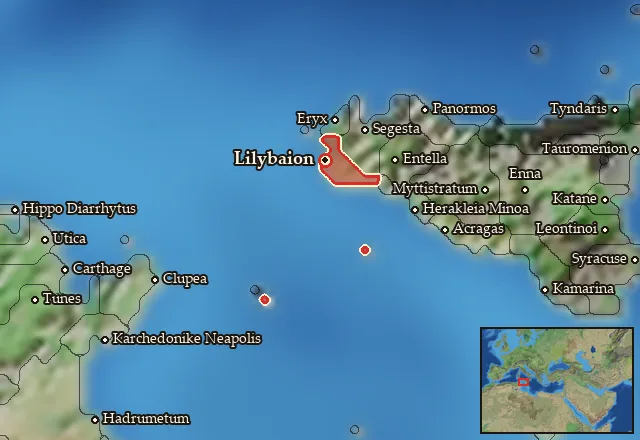 Panormos
Tyndaris
Eryx
Segesta
Tauromenion
Lilybaion
Entella
Enna
Myttistratum
Katane
Hippo Diarrhytus
Herakleia Minoa
Utica
Acragas
Leontinoi
Carthage
Syracuse
Clupea
Kamarina
Tunes
Karchedonike Neapolis
Hadrumetum